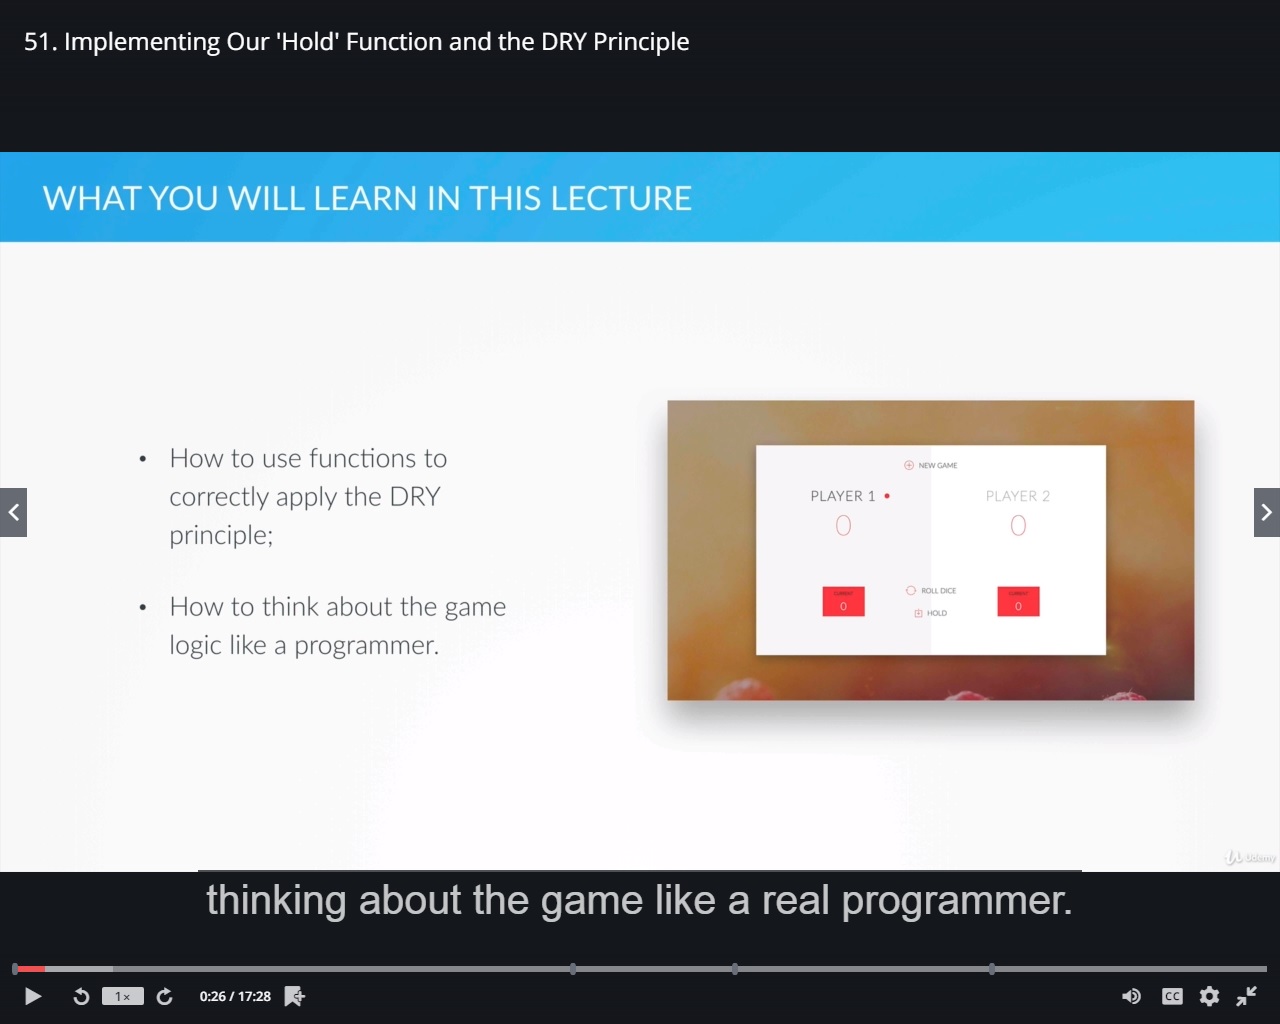 51. Implementing Our 'Hold' Function and the DRY Principle
WHAT YOU WILL LEARN IN THIS LECTURE
• How to use functions to
correctly apply the DRY
principle;
• How to think about the game
logic like a programmer.
NEW GAME
PLAYER 1
PLAYER 2
0
0
ROLL DICE
HOLD
CURRENT
0
CURRENT
0
Udemy
thinking about the game like a real programmer.
1×
0:26 / 17:28
CC